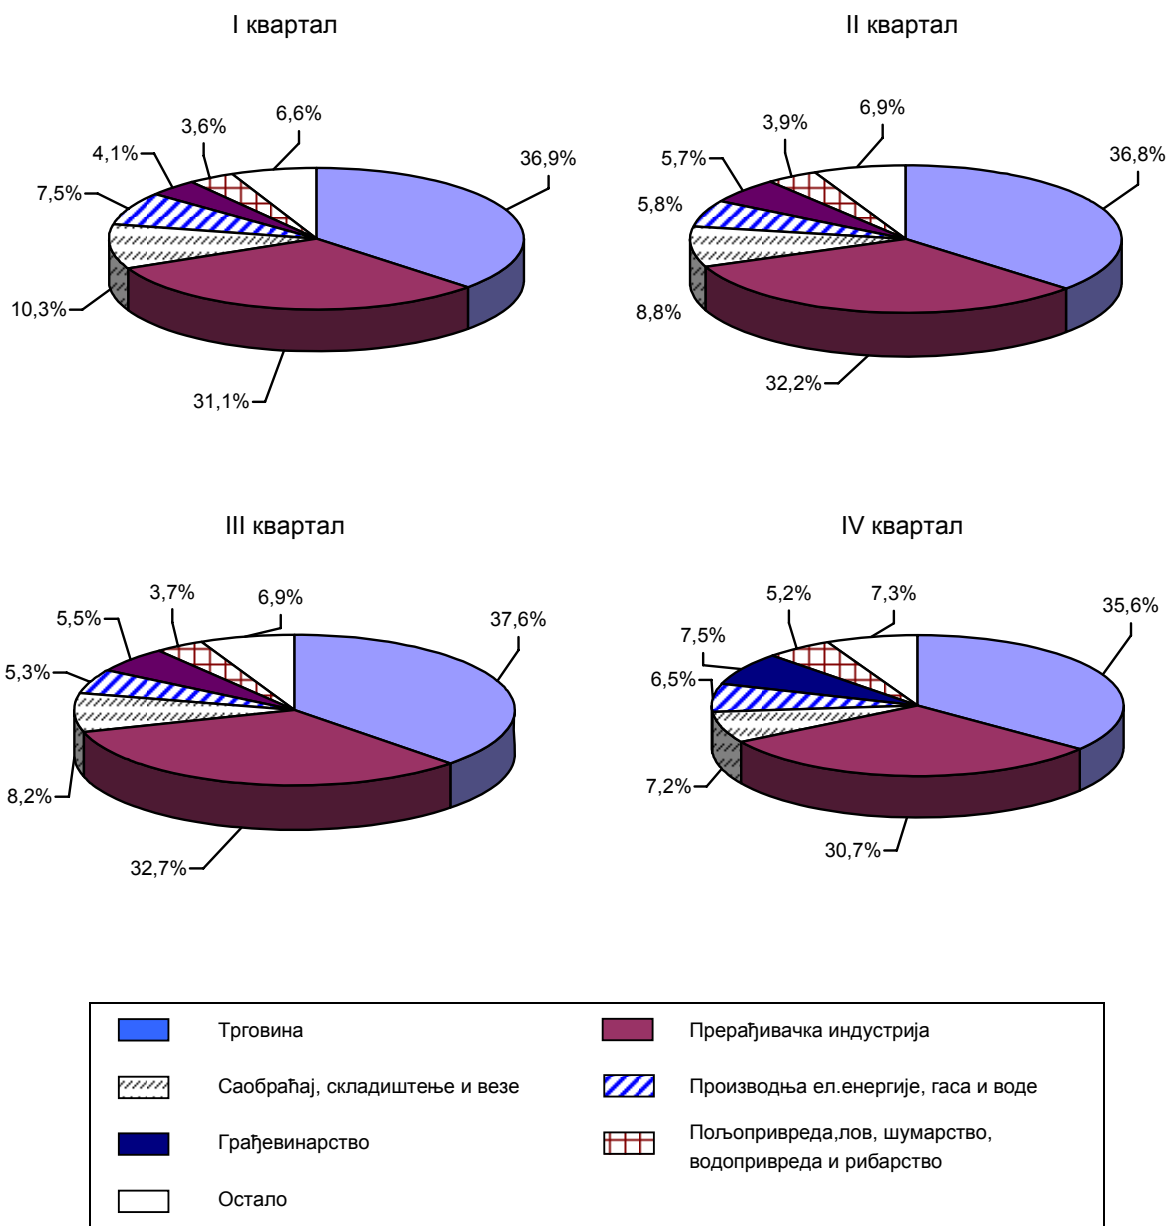 I квартал
II квартал
6,6%
3,6%
4,1%
36,9%
7,5%
10,3%
31,1%
6,9%
3,9%
5,7%
36,8%
5,8%
8,8%
32,2%
III квартал
IV квартал
3,7%
6,9%
5,5%
37,6%
5,3%
8,2%
32,7%
5,2%
7,3%
7,5%
35,6%
6,5%
7,2%
30,7%
Трговина
Прерађивачка индустрија
Саобраћај, складиштење и везе
Производња ел.енергије, гаса и воде
Грађевинарство
Пољопривреда,лов, шумарство,
водопривреда и рибарство
Остало